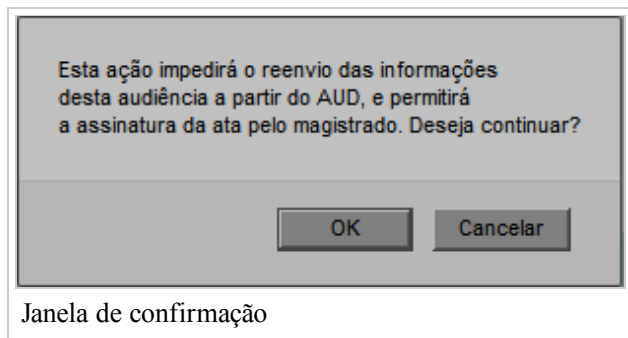 Esta ação impedirá o reenvio das informações
desta audiência a partir do AUD, e permitirá
a assinatura da ata pelo magistrado. Deseja continuar?
OK
Cancelar
Janela de confirmação